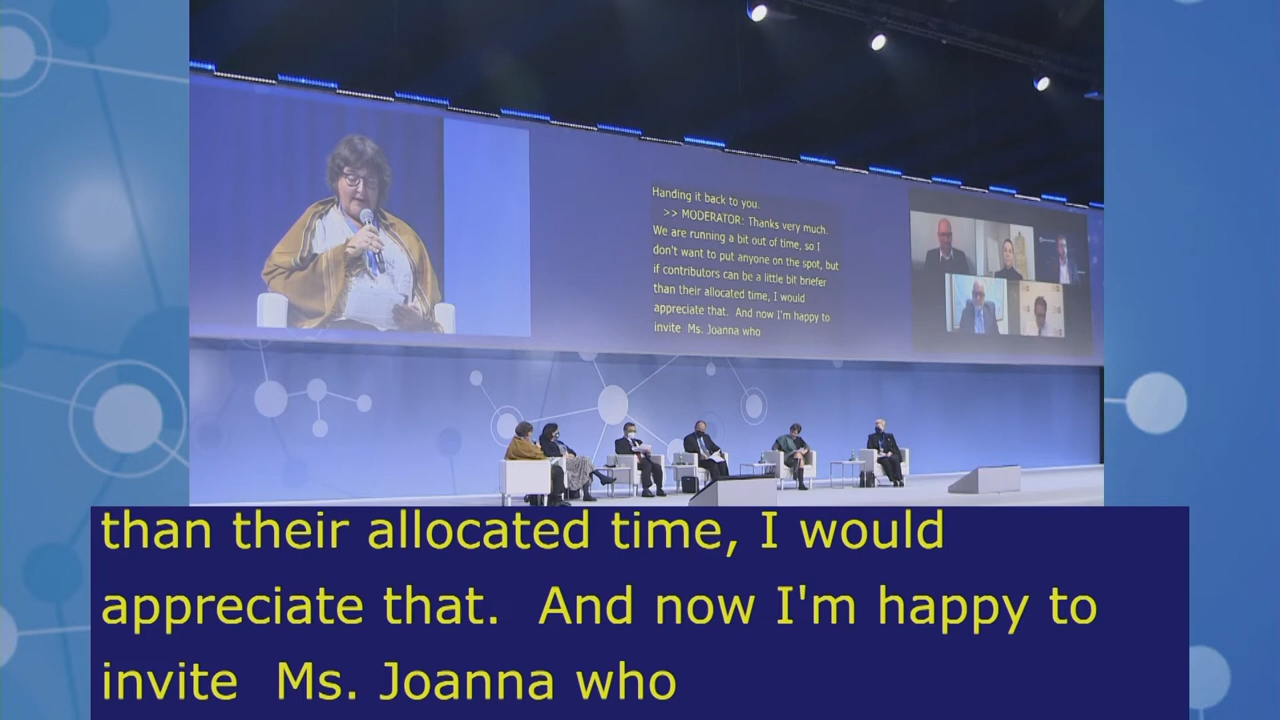 Handing it back to you.
>> MODERATOR: Thanks very much.
We are running a bit out of time, so I
don't want to put anyone on the spot, but
if contributors can be a little bit briefer
than their allocated time, I would
appreciate that.  And now I'm happy to
invite  Ms. Joanna who
than their allocated time, I would
appreciate that.  And now I'm happy to
invite  Ms. Joanna who